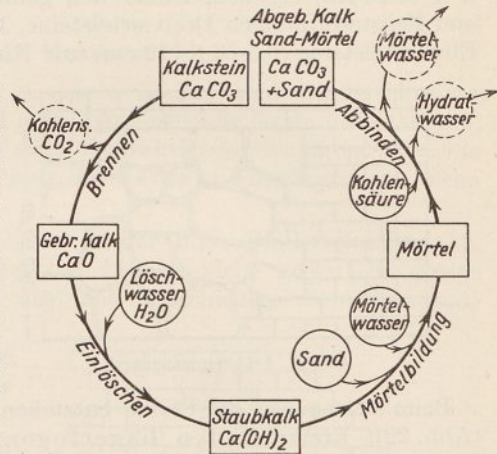 Abgeb. Kalk
Sand-Mörtel
Kalkstein
CaCO3
CaCO3
+Sand
Mörtel-
wasser
Hydrat-
wasser
Kohlens.
CO2
Brennen
Abbinden
Kohlen-
säure
Gebr. Kalk
CaO
Mörtel
Lösch-
wasser
H2O
Mörtel-
wasser
Sand
Einlöschen
Mörtelbildung
Staubkalk
Ca(OH)2